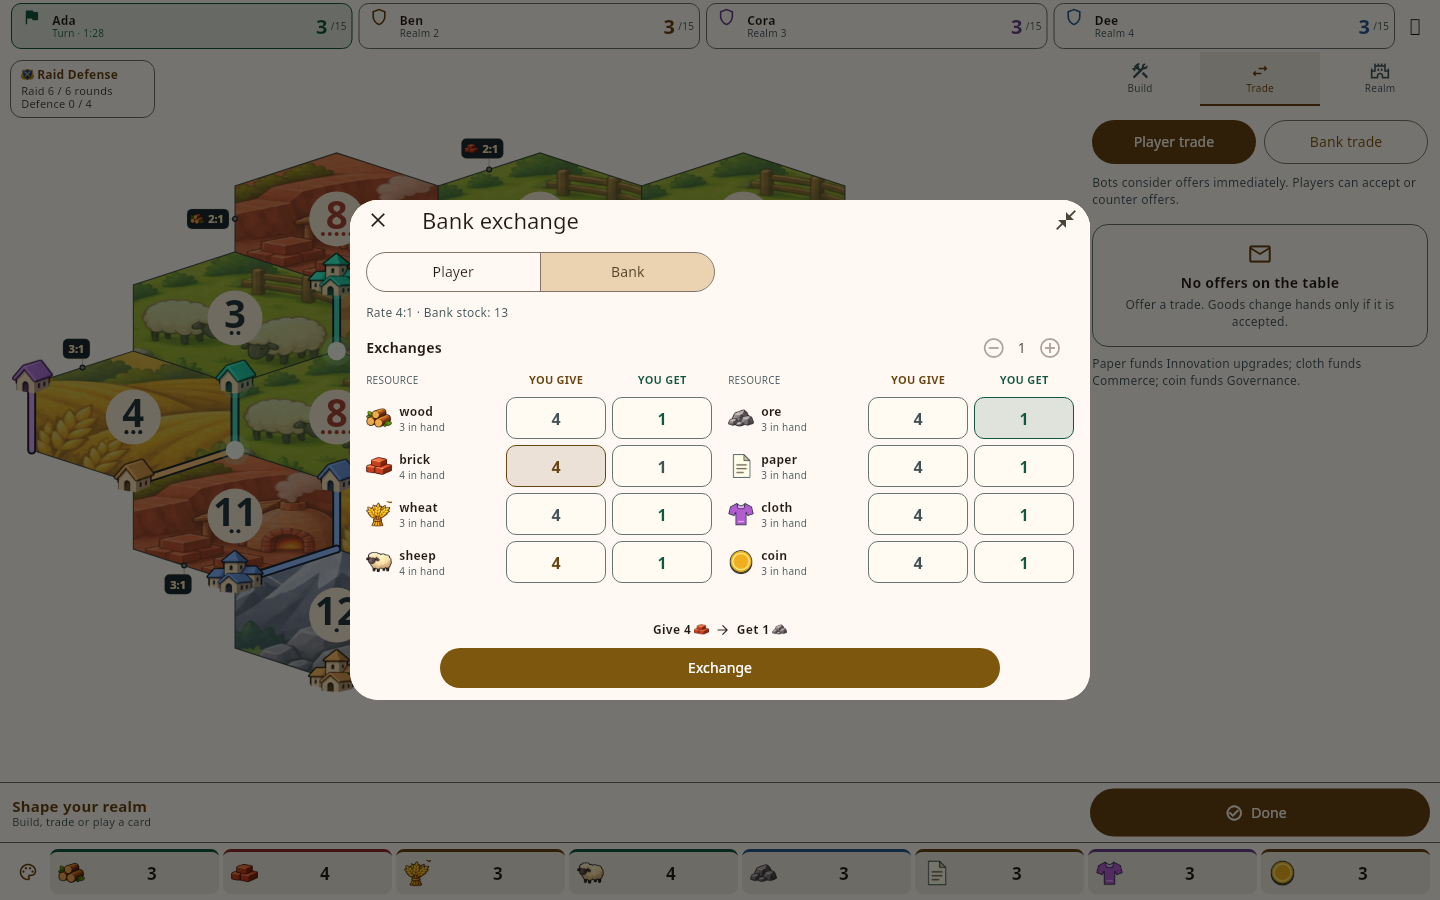 Ada
Turn · 1:28
3 /15
Ben
Realm 2
3 /15
Cora
Realm 3
3 /15
Dee
Realm 4
3 /15
Raid Defense
Raid 6 / 6 rounds
Defence 0 / 4
Build
Trade
Realm
Player trade
Bank trade
Bots consider offers immediately. Players can accept or
counter offers.
No offers on the table
Offer a trade. Goods change hands only if it is
accepted.
Paper funds Innovation upgrades; cloth funds
Commerce; coin funds Governance.
2:1
2:1
8
3
3:1
4
8
11
3:1
12
Bank exchange
Player
Bank
Rate 4:1 · Bank stock: 13
Exchanges
1
RESOURCE YOU GIVE YOU GET RESOURCE YOU GIVE YOU GET
wood
3 in hand
4 1
ore
3 in hand
4 1
brick
4 in hand
4 1
paper
3 in hand
4 1
wheat
3 in hand
4 1
cloth
3 in hand
4 1
sheep
4 in hand
4 1
coin
3 in hand
4 1
Give 4 → Get 1
Exchange
Shape your realm
Build, trade or play a card
Done
3 4 3 4 3 3 3 3